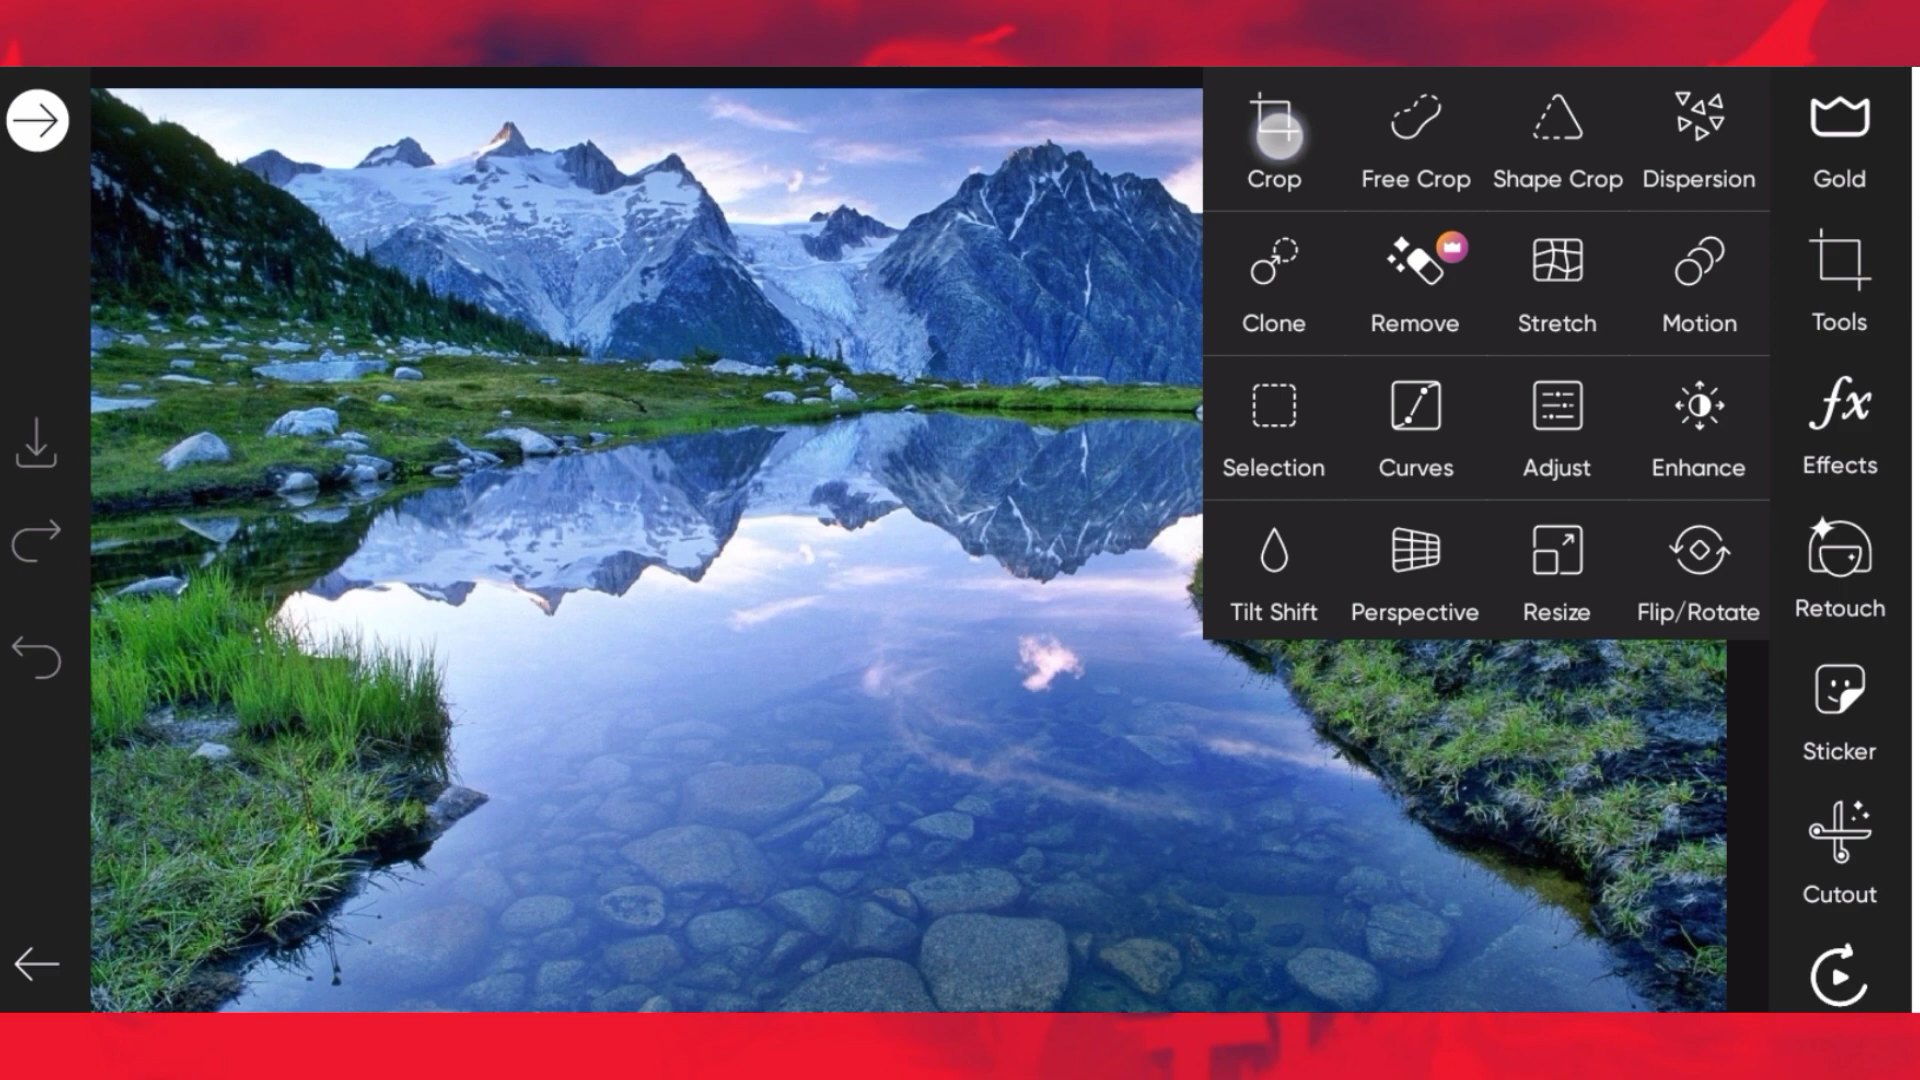 Crop Free Crop Shape Crop Dispersion Gold
Clone Remove Stretch Motion Tools
Selection Curves Adjust Enhance Effects
Tilt Shift Perspective Resize Flip/Rotate Retouch
Sticker
Cutout